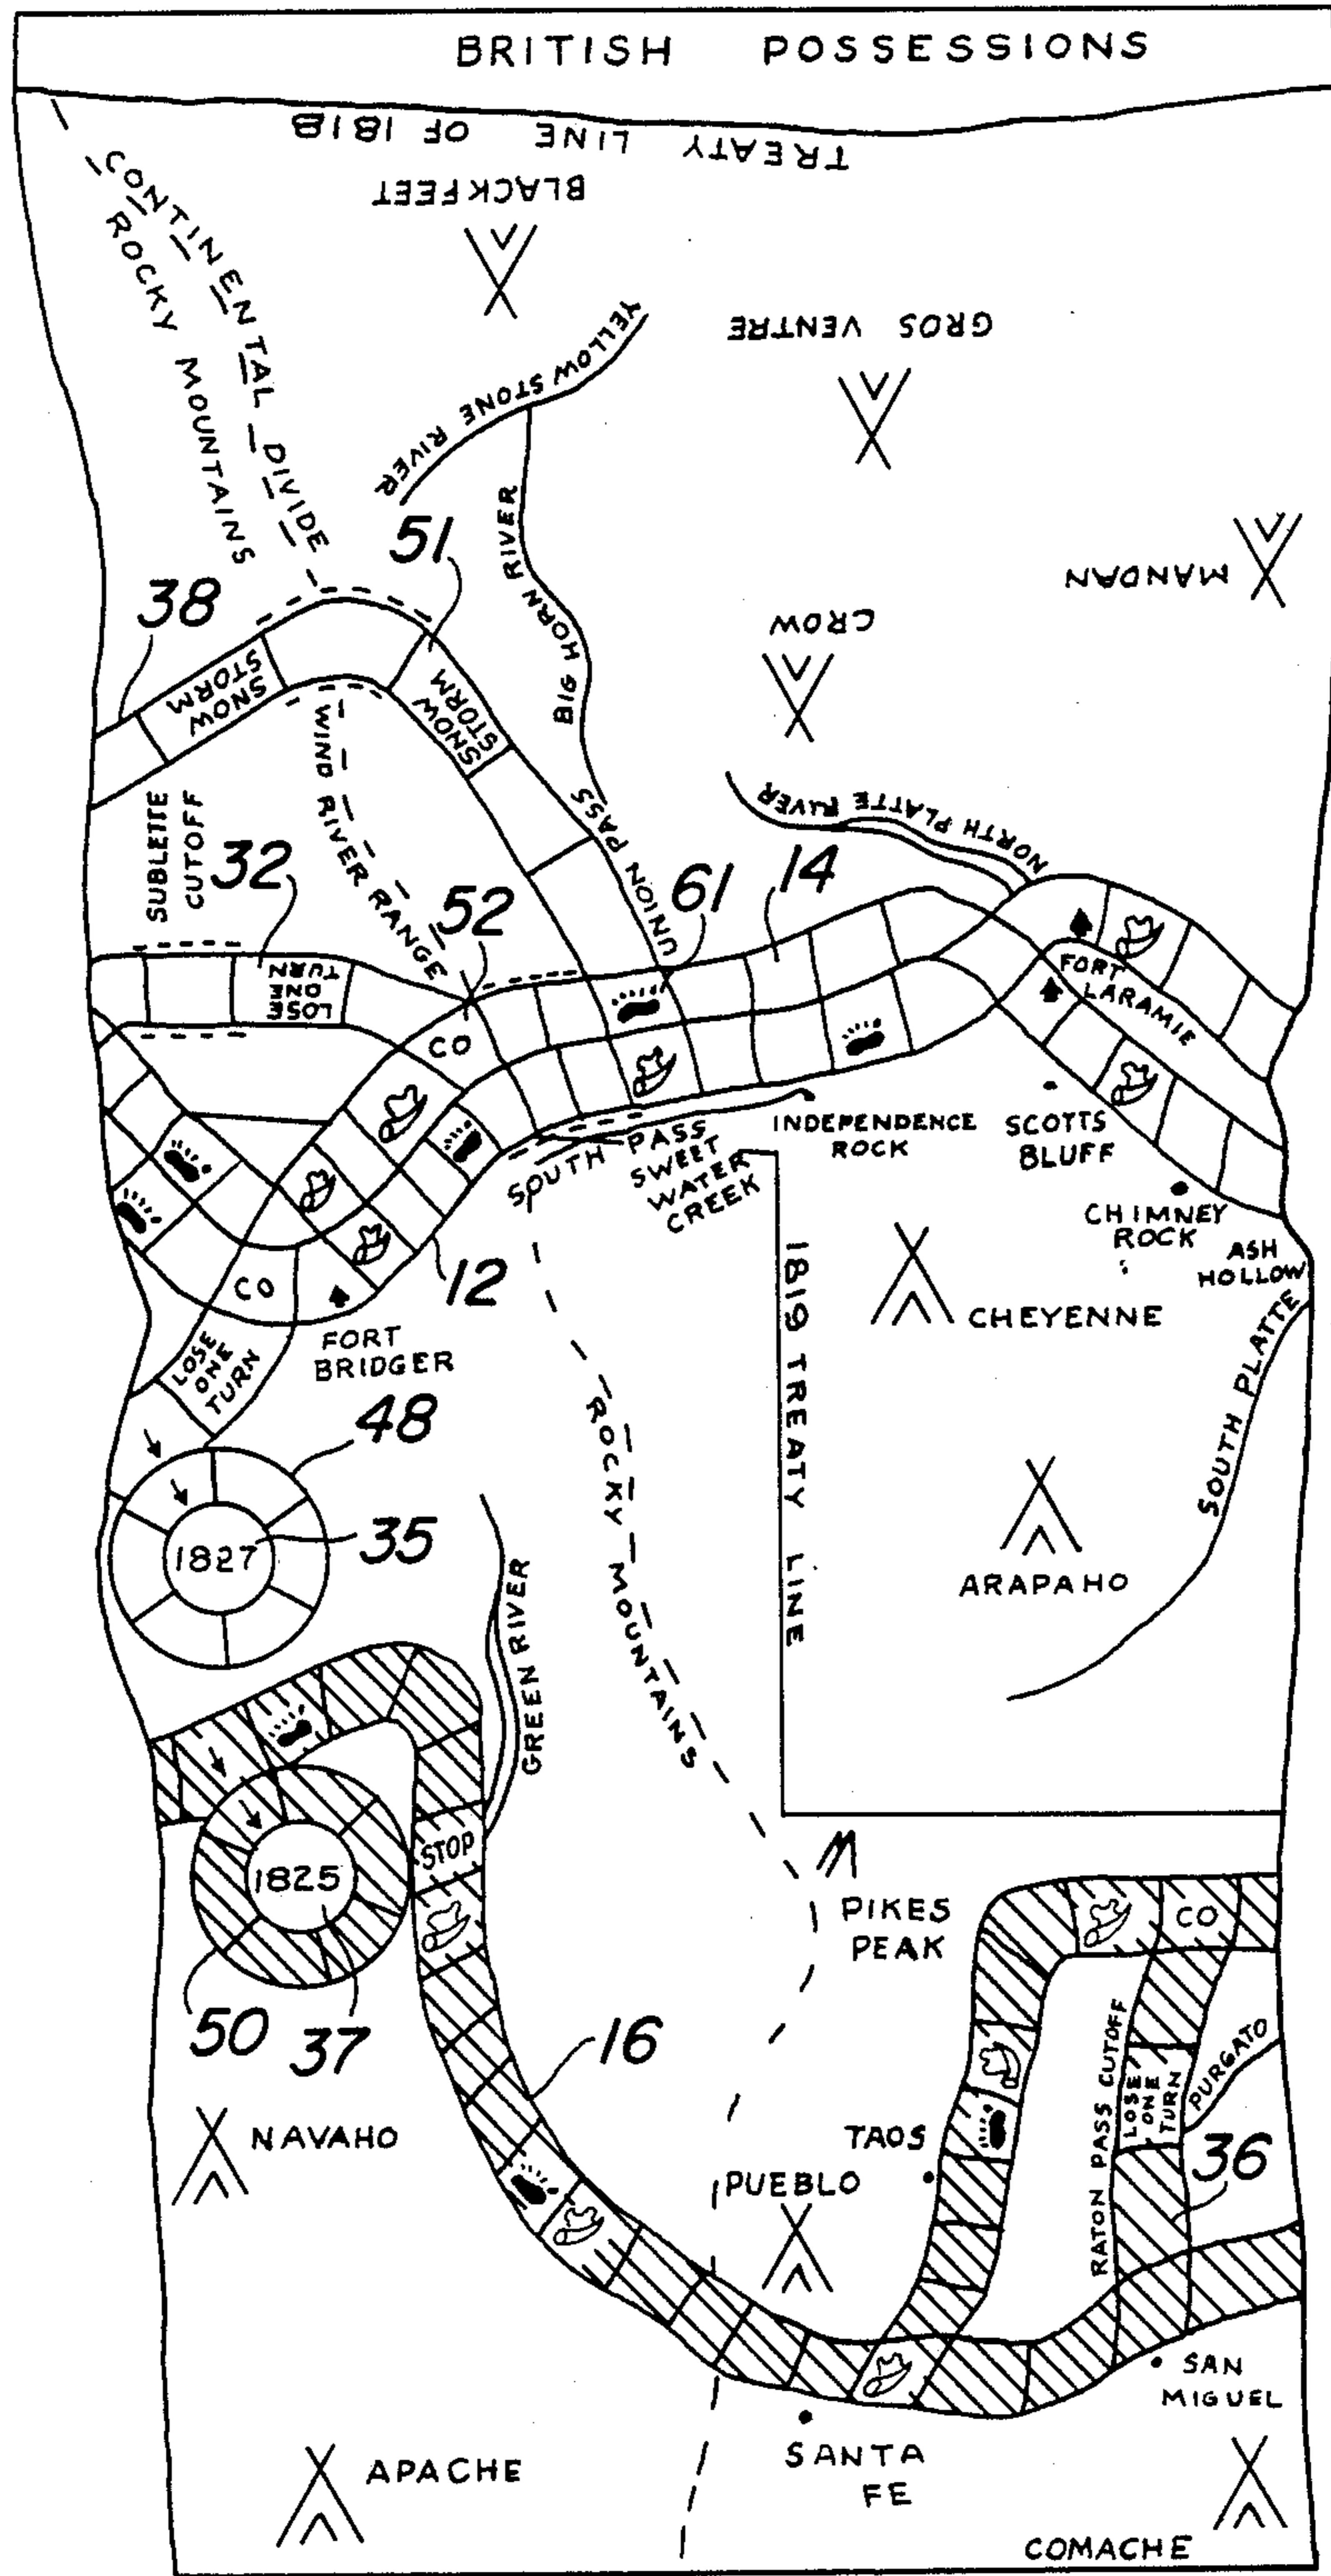 BRITISH POSSESSIONS
TREATY LINE OF 1818
BLACKFEET
CONTINENTAL DIVIDE
ROCKY MOUNTAINS
YELLOW STONE RIVER
GROS VENTRE
51
BIG HORN RIVER
MANDAN
38
CROW
SNOW
STORM
SNOW
STORM
WIND RIVER RANGE
UNION PASS
NORTH PLATTE RIVER
SUBLETTE
CUTOFF
32
52
61
14
LOSE
ONE
TURN
FORT
LARAMIE
CO
INDEPENDENCE
ROCK
SCOTTS
BLUFF
SOUTH PASS
SWEET
WATER
CREEK
CHIMNEY
ROCK
ASH
HOLLOW
12
CO
1819 TREATY LINE
CHEYENNE
FORT
BRIDGER
LOSE
ONE
TURN
SOUTH PLATTE
48
ROCKY MOUNTAINS
1827
35
ARAPAHO
GREEN RIVER
STOP
1825
PIKES
PEAK
CO
50
37
16
RATON PASS CUTOFF
LOSE
ONE
TURN
PURGATO
NAVAHO
TAOS
PUEBLO
36
SAN
MIGUEL
SANTA
FE
APACHE
COMACHE